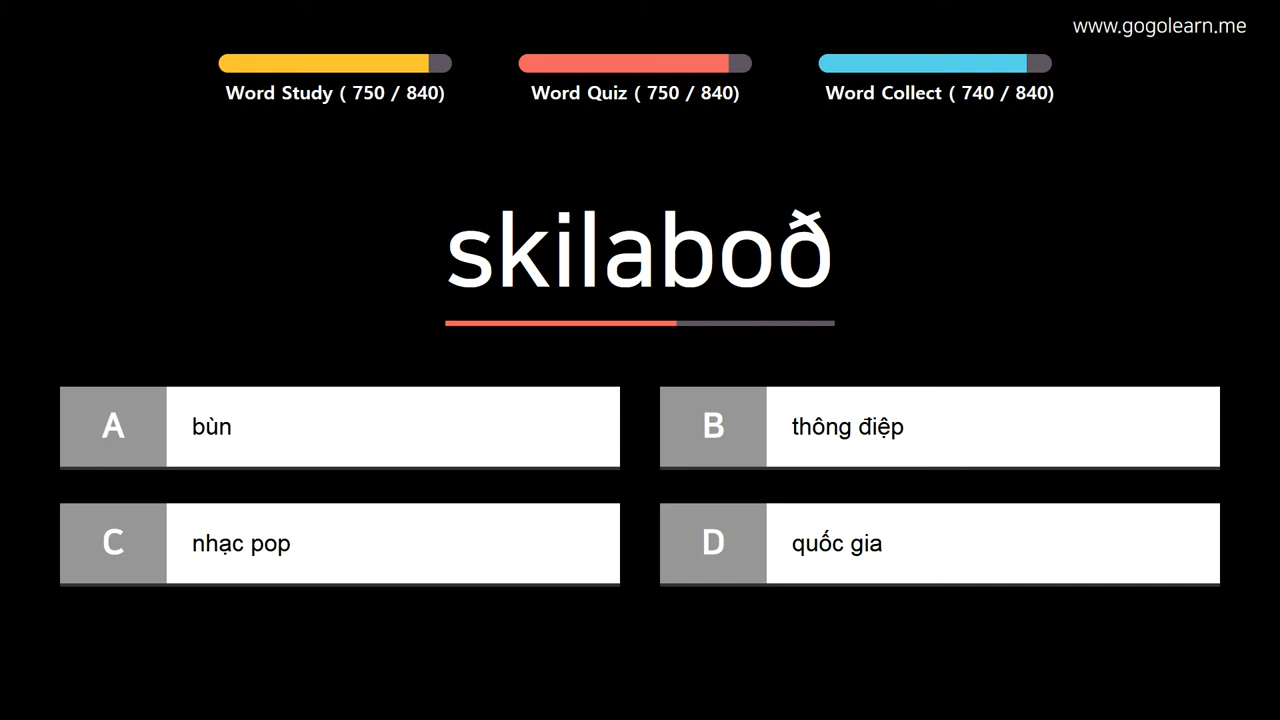 www.gogolearn.me
Word Study ( 750 / 840)
Word Quiz ( 750 / 840)
Word Collect ( 740 / 840)
skilaboð
A
bùn
B
thông điệp
C
nhạc pop
D
quốc gia